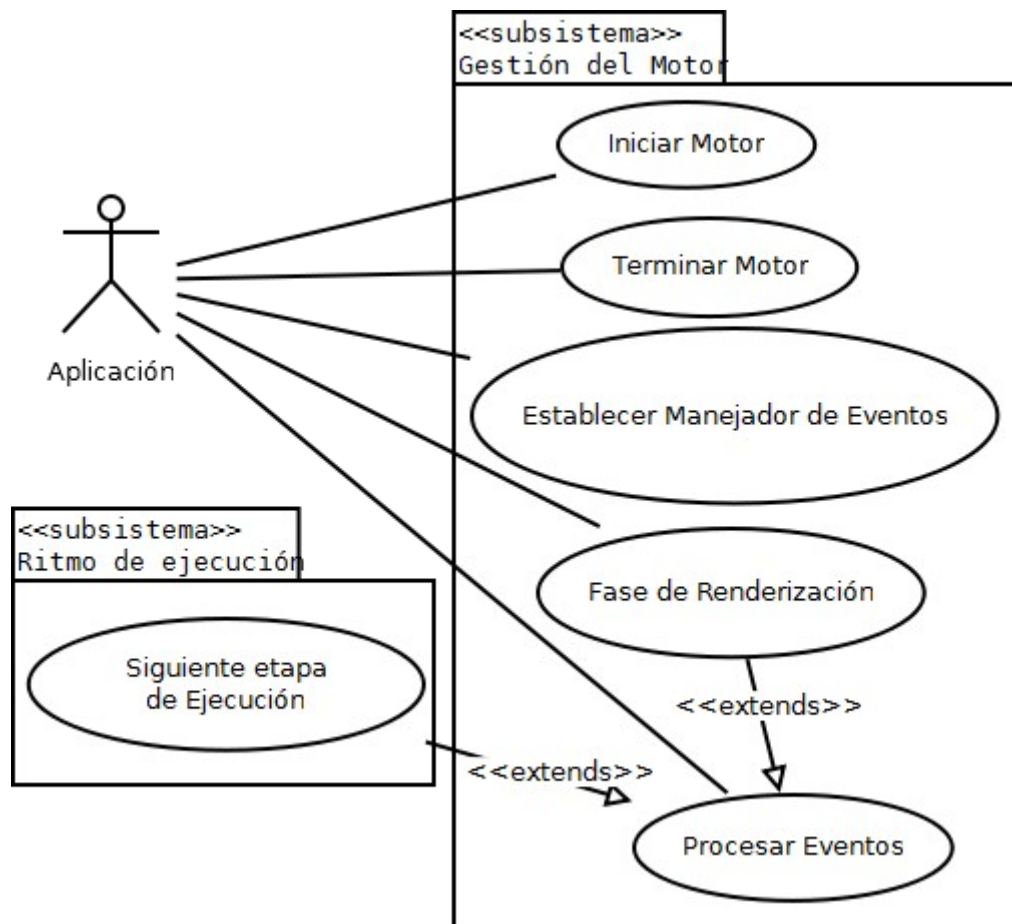 <<subsistema>>
Gestión del Motor
Iniciar Motor
Terminar Motor
Aplicación
Establecer Manejador de Eventos
<<subsistema>>
Ritmo de ejecución
Fase de Renderización
Siguiente etapa
de Ejecución
<<extends>>
<<extends>>
Procesar Eventos